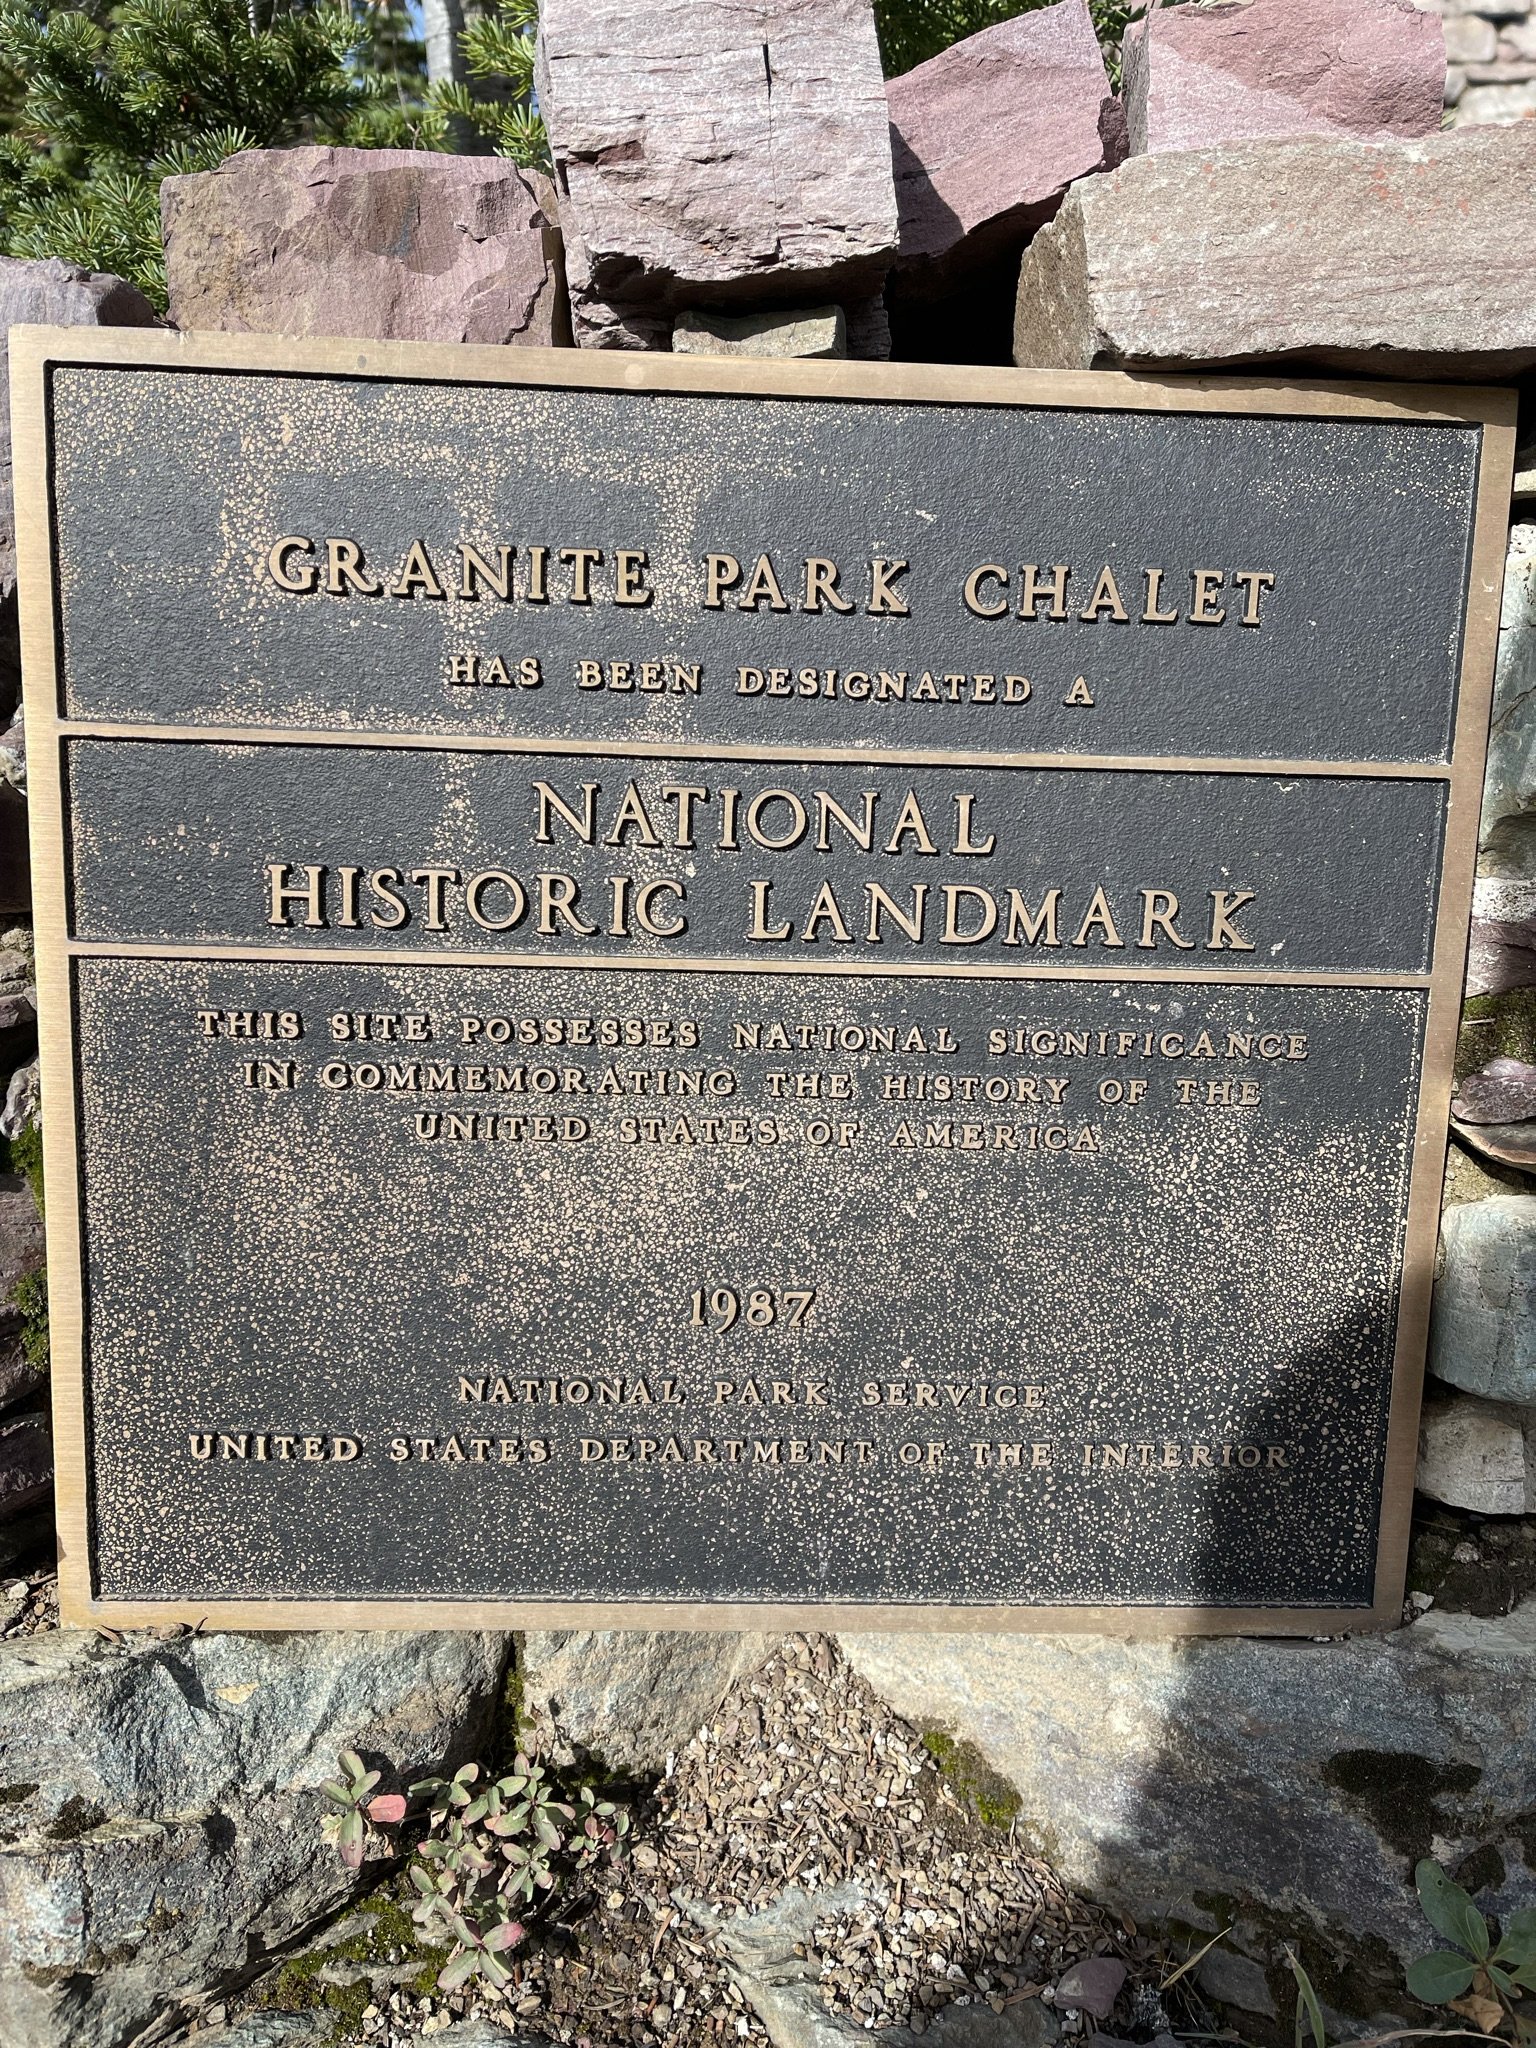 GRANITE PARK CHALET
HAS BEEN DESIGNATED A
NATIONAL
HISTORIC LANDMARK
THIS SITE POSSESSES NATIONAL SIGNIFICANCE
IN COMMEMORATING THE HISTORY OF THE
UNITED STATES OF AMERICA
1987
NATIONAL PARK SERVICE
UNITED STATES DEPARTMENT OF THE INTERIOR